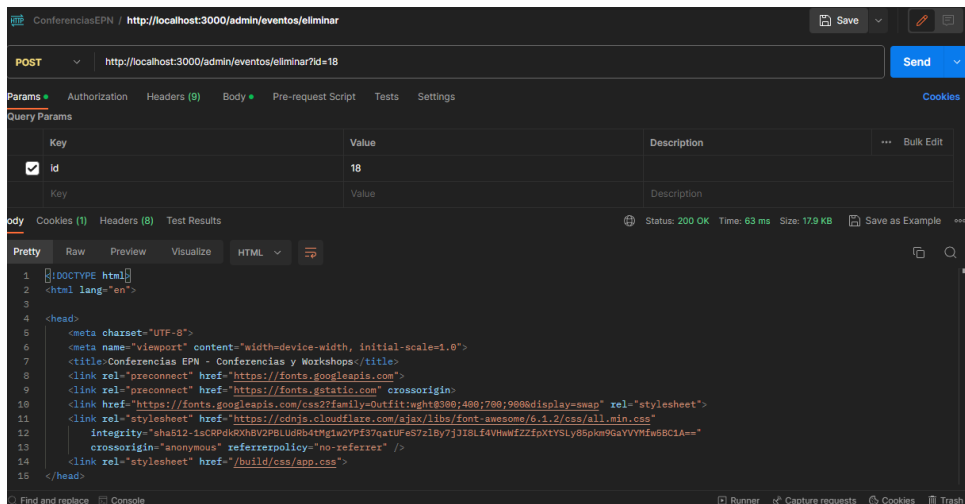 HTTP ConferenciasEPN / http://localhost:3000/admin/eventos/eliminar Save
POST http://localhost:3000/admin/eventos/eliminar?id=18 Send
Params Authorization Headers (9) Body Pre-request Script Tests Settings Cookies
Query Params
Key Value Description ••• Bulk Edit
id 18
Key Value Description
ody Cookies (1) Headers (8) Test Results Status: 200 OK Time: 63 ms Size: 17.9 KB Save as Example
Pretty Raw Preview Visualize HTML
1 <!DOCTYPE html>
2 <html lang="en">
3
4 <head>
5 <meta charset="UTF-8">
6 <meta name="viewport" content="width=device-width, initial-scale=1.0">
7 <title>Conferencias EPN - Conferencias y Workshops</title>
8 <link rel="preconnect" href="https://fonts.googleapis.com">
9 <link rel="preconnect" href="https://fonts.gstatic.com" crossorigin>
10 <link href="https://fonts.googleapis.com/css2?family=Outfit:wght@300;400;700;900&display=swap" rel="stylesheet">
11 <link rel="stylesheet" href="https://cdnjs.cloudflare.com/ajax/libs/font-awesome/6.1.2/css/all.min.css"
12 integrity="sha512-1sCRPdkRXhBV2PBLUdRb4tMg1w2YPf37qatUFeS7zlBy7jJI8Lf4VHwWfZZfpXtYSLy85pkm9GaYVYMfw5BC1A=="
13 crossorigin="anonymous" referrerpolicy="no-referrer" />
14 <link rel="stylesheet" href="/build/css/app.css">
15 </head>
Find and replace Console Runner Capture requests Cookies Trash